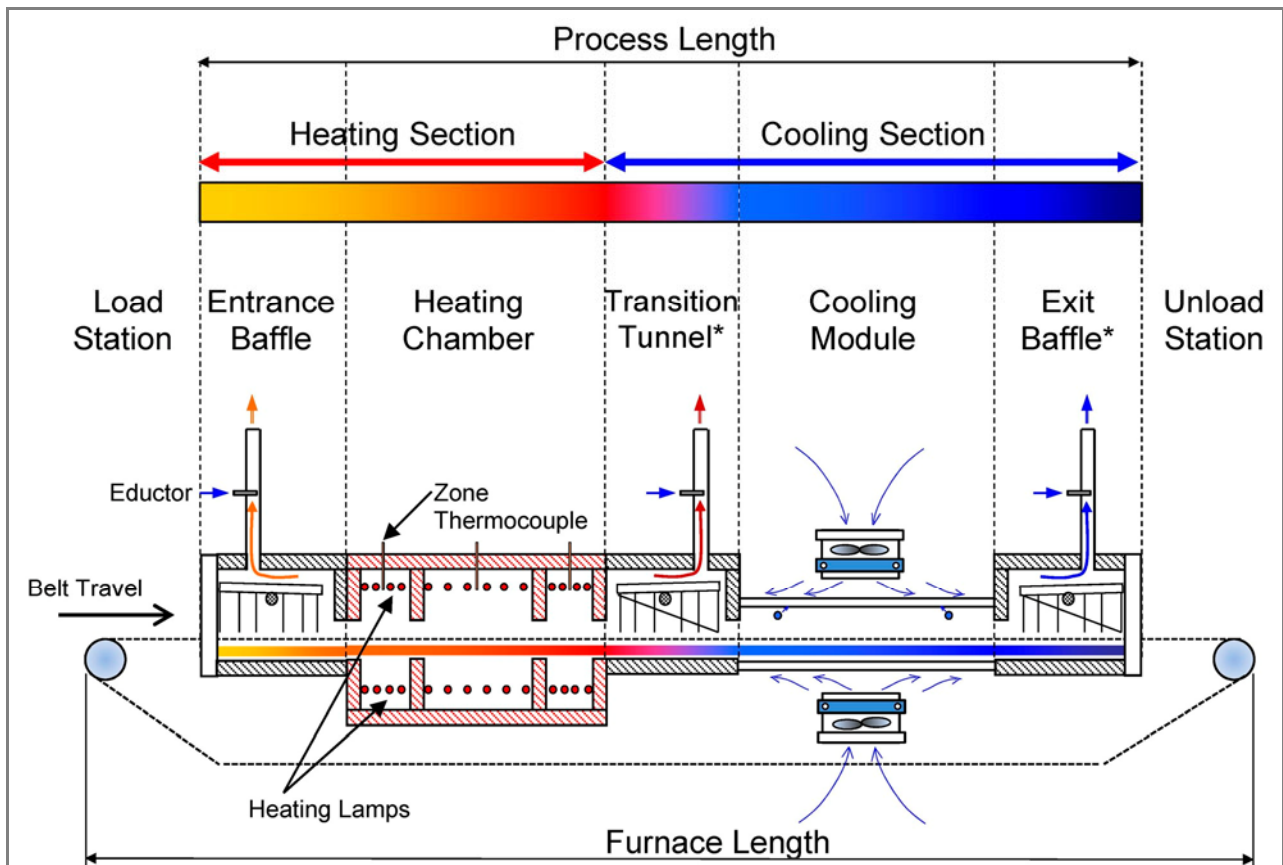 Process Length
Heating Section
Cooling Section
Load
Station
Entrance
Baffle
Heating
Chamber
Transition
Tunnel*
Cooling
Module
Exit
Baffle*
Unload
Station
Eductor
Zone
Thermocouple
Belt Travel
Heating Lamps
Furnace Length